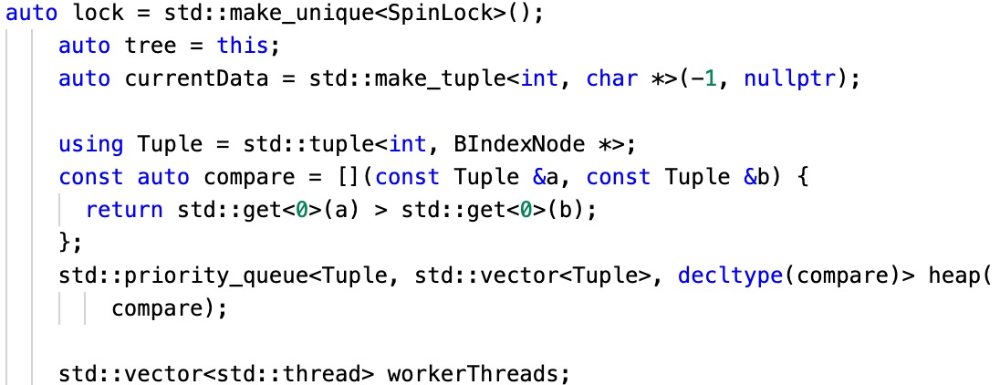 auto lock = std::make_unique<SpinLock>();
auto tree = this;
auto currentData = std::make_tuple<int, char *>(-1, nullptr);
using Tuple = std::tuple<int, BIndexNode *>;
const auto compare = [](const Tuple &a, const Tuple &b) {
return std::get<0>(a) > std::get<0>(b);
};
std::priority_queue<Tuple, std::vector<Tuple>, decltype(compare)> heap(
compare);
std::vector<std::thread> workerThreads;